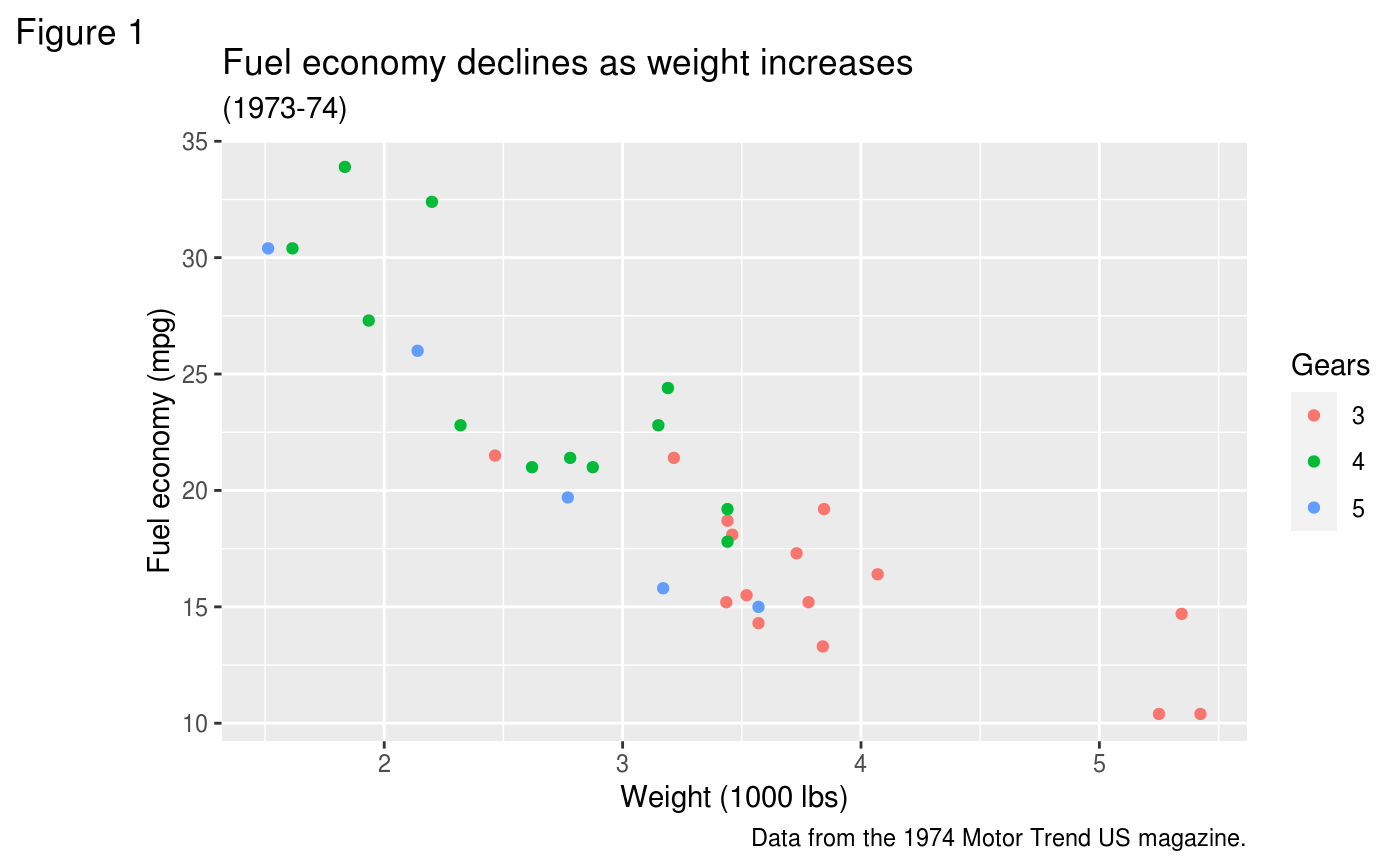 Figure 1
Fuel economy declines as weight increases
(1973-74)
35
30
25
20
15
10
Fuel economy (mpg)
2 3 4 5
Weight (1000 lbs)
Gears
3
4
5
Data from the 1974 Motor Trend US magazine.